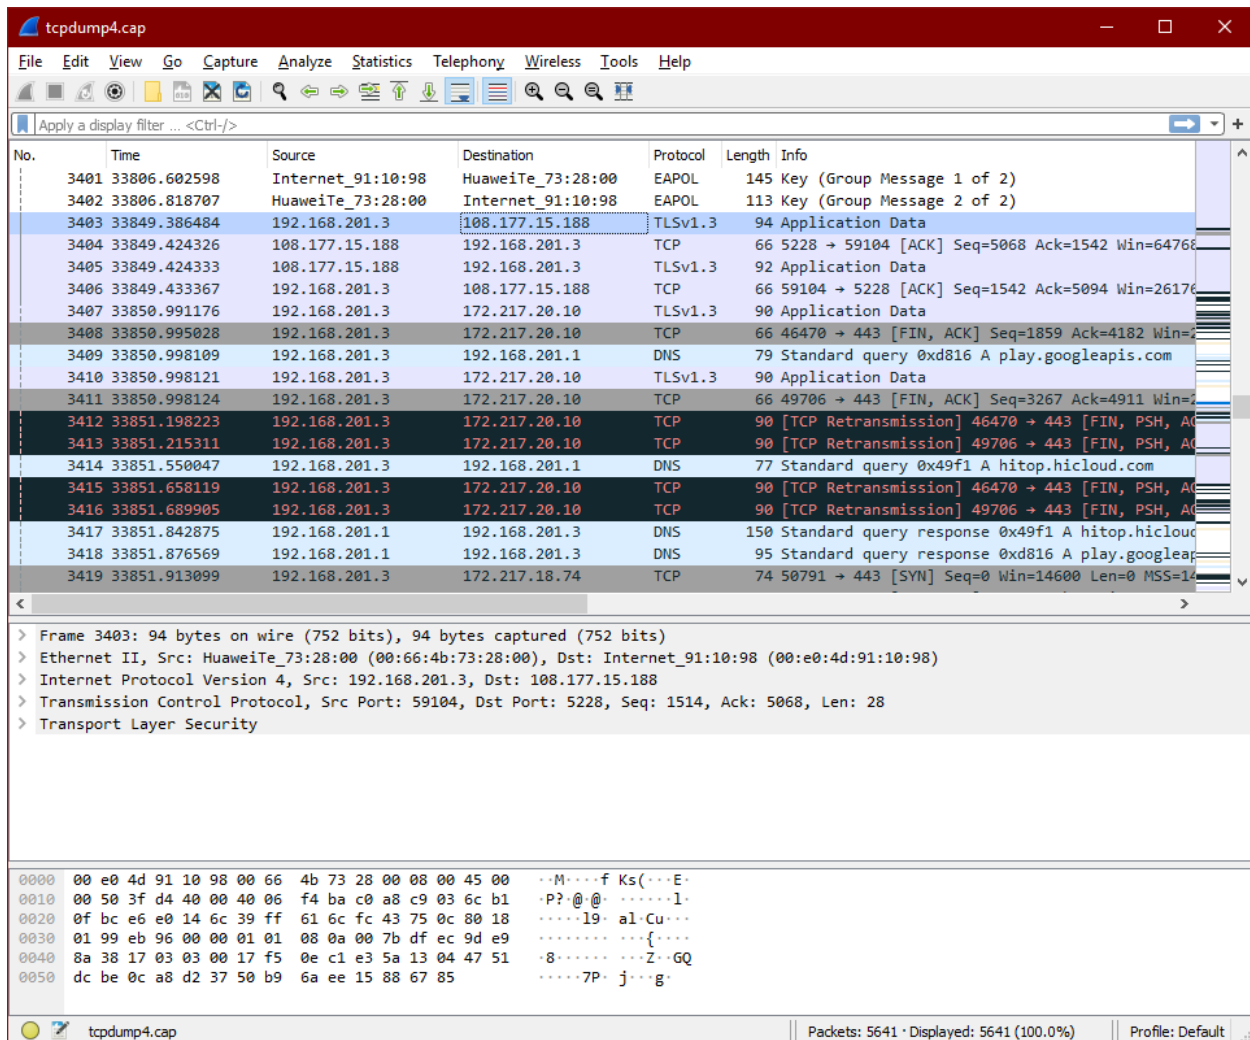 tcpdump4.cap
File Edit View Go Capture Analyze Statistics Telephony Wireless Tools Help
Apply a display filter ... <Ctrl-/>
No. Time Source Destination Protocol Length Info
3401 33806.602598 Internet_91:10:98 HuaweiTe_73:28:00 EAPOL 145 Key (Group Message 1 of 2)
3402 33806.818707 HuaweiTe_73:28:00 Internet_91:10:98 EAPOL 113 Key (Group Message 2 of 2)
3403 33849.386484 192.168.201.3 108.177.15.188 TLSv1.3 94 Application Data
3404 33849.424326 108.177.15.188 192.168.201.3 TCP 66 5228 → 59104 [ACK] Seq=5068 Ack=1542 Win=64768
3405 33849.424333 108.177.15.188 192.168.201.3 TLSv1.3 92 Application Data
3406 33849.433367 192.168.201.3 108.177.15.188 TCP 66 59104 → 5228 [ACK] Seq=1542 Ack=5094 Win=26176
3407 33850.991176 192.168.201.3 172.217.20.10 TLSv1.3 90 Application Data
3408 33850.995028 192.168.201.3 172.217.20.10 TCP 66 46470 → 443 [FIN, ACK] Seq=1859 Ack=4182 Win=2
3409 33850.998109 192.168.201.3 192.168.201.1 DNS 79 Standard query 0xd816 A play.googleapis.com
3410 33850.998121 192.168.201.3 172.217.20.10 TLSv1.3 90 Application Data
3411 33850.998124 192.168.201.3 172.217.20.10 TCP 66 49706 → 443 [FIN, ACK] Seq=3267 Ack=4911 Win=2
3412 33851.198223 192.168.201.3 172.217.20.10 TCP 90 [TCP Retransmission] 46470 → 443 [FIN, PSH, AC
3413 33851.215311 192.168.201.3 172.217.20.10 TCP 90 [TCP Retransmission] 49706 → 443 [FIN, PSH, AC
3414 33851.550047 192.168.201.3 192.168.201.1 DNS 77 Standard query 0x49f1 A hitop.hicloud.com
3415 33851.658119 192.168.201.3 172.217.20.10 TCP 90 [TCP Retransmission] 46470 → 443 [FIN, PSH, AC
3416 33851.689905 192.168.201.3 172.217.20.10 TCP 90 [TCP Retransmission] 49706 → 443 [FIN, PSH, AC
3417 33851.842875 192.168.201.1 192.168.201.3 DNS 150 Standard query response 0x49f1 A hitop.hicloud
3418 33851.876569 192.168.201.1 192.168.201.3 DNS 95 Standard query response 0xd816 A play.googleap
3419 33851.913099 192.168.201.3 172.217.18.74 TCP 74 50791 → 443 [SYN] Seq=0 Win=14600 Len=0 MSS=14
Frame 3403: 94 bytes on wire (752 bits), 94 bytes captured (752 bits)
Ethernet II, Src: HuaweiTe_73:28:00 (00:66:4b:73:28:00), Dst: Internet_91:10:98 (00:e0:4d:91:10:98)
Internet Protocol Version 4, Src: 192.168.201.3, Dst: 108.177.15.188
Transmission Control Protocol, Src Port: 59104, Dst Port: 5228, Seq: 1514, Ack: 5068, Len: 28
Transport Layer Security
0000 00 e0 4d 91 10 98 00 66 4b 73 28 00 08 00 45 00 ··M····f Ks(···E·
0010 00 50 3f d4 40 00 40 06 f4 ba c0 a8 c9 03 6c b1 ·P?·@·@· ······l·
0020 0f bc e6 e0 14 6c 39 ff 61 6c fc 43 75 0c 80 18 ·····l9· al·Cu···
0030 01 99 eb 96 00 00 01 01 08 0a 00 7b df ec 9d e9 ········ ···{····
0040 8a 38 17 03 03 00 17 f5 0e c1 e3 5a 13 04 47 51 ·8······ ···Z··GQ
0050 dc be 0c a8 d2 37 50 b9 6a ee 15 88 67 85 ·····7P· j···g·
tcpdump4.cap Packets: 5641 · Displayed: 5641 (100.0%) Profile: Default